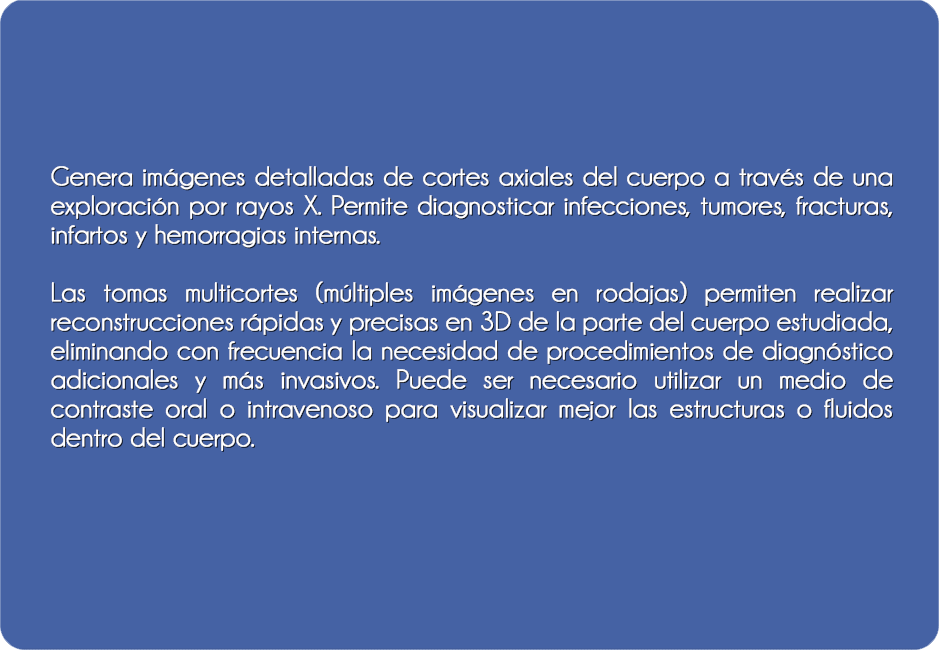 Genera imágenes detalladas de cortes axiales del cuerpo a través de una
exploración por rayos X. Permite diagnosticar infecciones, tumores, fracturas,
infartos y hemorragias internas.
Las tomas multicortes (múltiples imágenes en rodajas) permiten realizar
reconstrucciones rápidas y precisas en 3D de la parte del cuerpo estudiada,
eliminando con frecuencia la necesidad de procedimientos de diagnóstico
adicionales y más invasivos. Puede ser necesario utilizar un medio de
contraste oral o intravenoso para visualizar mejor las estructuras o fluidos
dentro del cuerpo.